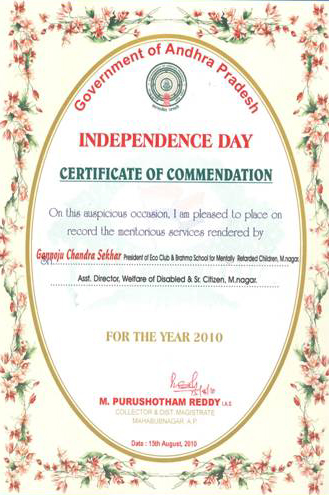 Government of Andhra Pradesh
INDEPENDENCE DAY
CERTIFICATE OF COMMENDATION
On this auspicious occasion, I am pleased to place on
record the meritorious services rendered by
Gappoju Chandra Sekhar President of Eco Club & Brahma School for Mentally Retarded Children, M.nagar.
Asst. Director, Welfare of Disabled & Sr. Citizen, M.nagar.
FOR THE YEAR 2010
M. PURUSHOTHAM REDDY I.A.S
COLLECTOR & DIST. MAGISTRATE
MAHABUBNAGAR, A.P.
Date : 15th August, 2010